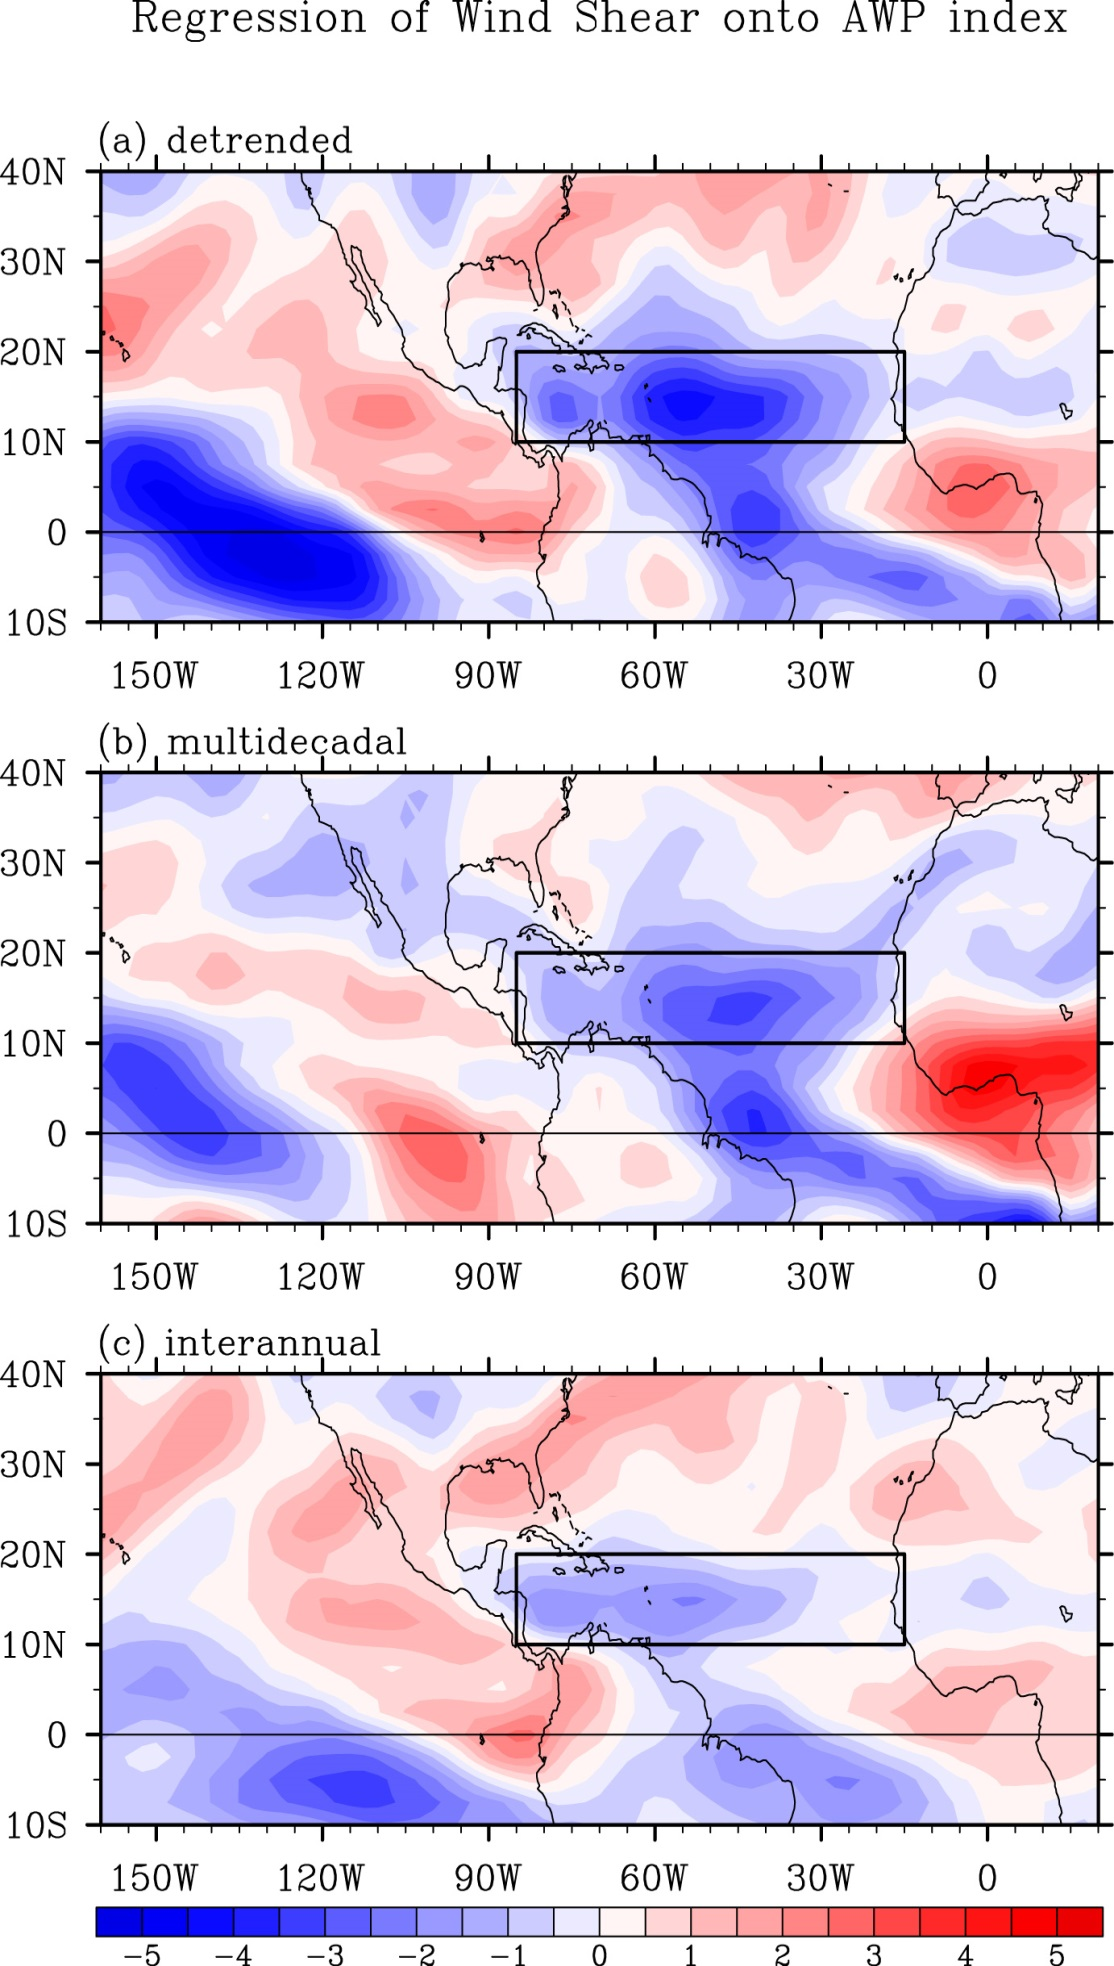 Regression of Wind Shear onto AWP index
(a) detrended
40N
30N
20N
10N
0
10S
150W 120W 90W 60W 30W 0
(b) multidecadal
40N
30N
20N
10N
0
10S
150W 120W 90W 60W 30W 0
(c) interannual
40N
30N
20N
10N
0
10S
150W 120W 90W 60W 30W 0
-5 -4 -3 -2 -1 0 1 2 3 4 5